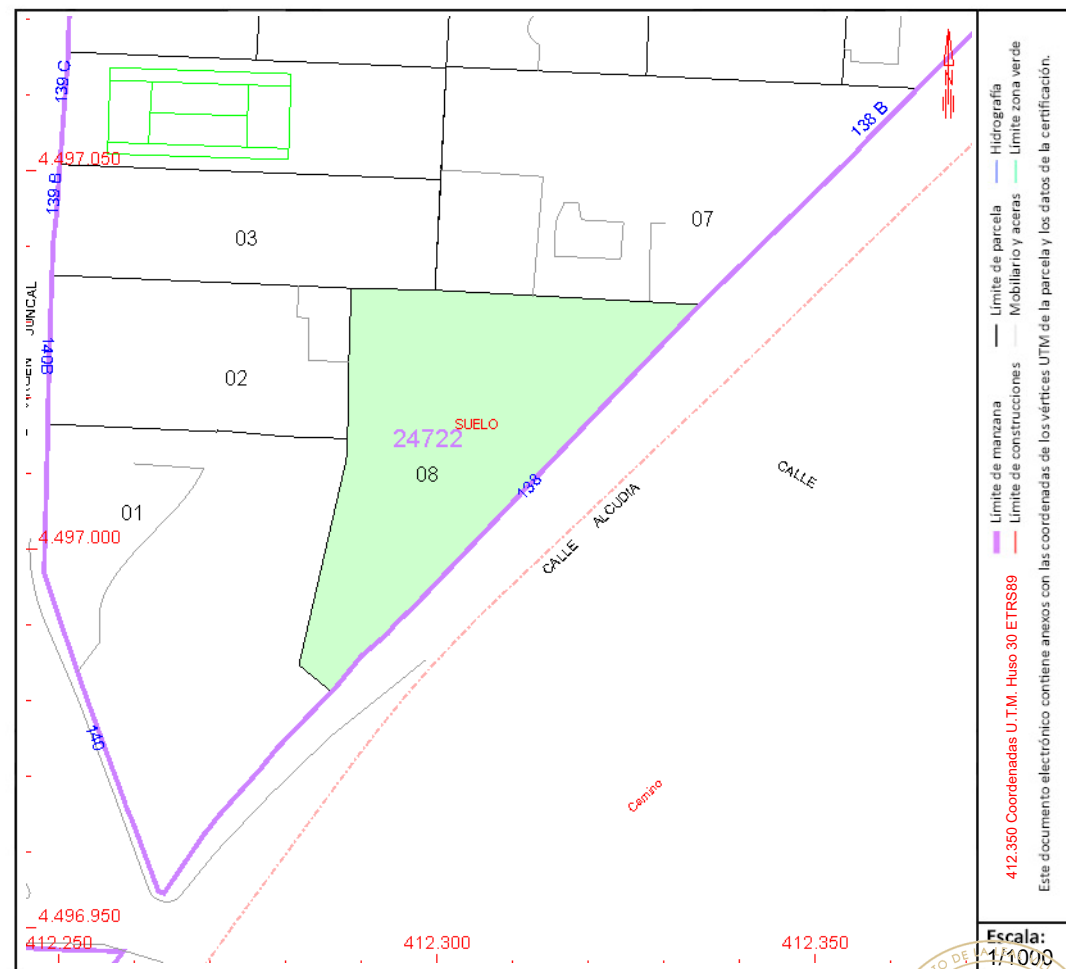 139 C
138 B
4.497.050
139 B
03
07
JUNCAL
140B
02
SUELO
24722
08
138
CALLE
ALCUDIA
CALLE
01
4.497.000
140
Camino
4.496.950
412.250
412.300
412.350
Límite de manzana
Límite de parcela
Hidrografía
Límite de construcciones
Mobiliario y aceras
Límite zona verde
412.350 Coordenadas U.T.M. Huso 30 ETRS89
Este documento electrónico contiene anexos con las coordenadas de los vértices UTM de la parcela y los datos de la certificación.
Escala:
1/1000